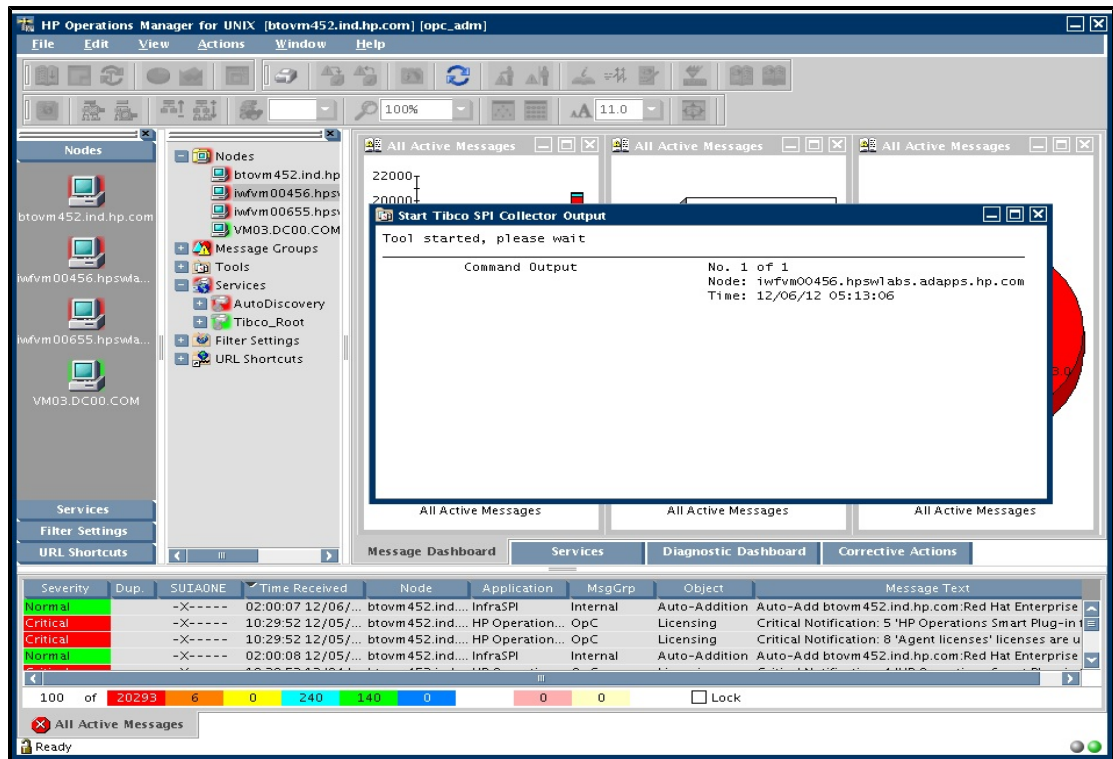 HP Operations Manager for UNIX [btovm452.ind.hp.com] [opc_adm]
File Edit View Actions Window Help
100% 11.0
Nodes
btovm452.ind.hp.com
iwfvm00456.hpswla...
iwfvm00655.hpswla...
VM03.DC00.COM
Services
Filter Settings
URL Shortcuts
Nodes
btovm452.ind.hp
iwfvm00456.hpsv
iwfvm00655.hpsv
VM03.DC00.COM
Message Groups
Tools
Services
AutoDiscovery
Tibco_Root
Filter Settings
URL Shortcuts
All Active Messages
All Active Messages
All Active Messages
22000
20000
Start Tibco SPI Collector Output
Tool started, please wait
Command Output No. 1 of 1
Node: iwfvm00456.hpswlabs.adapps.hp.com
Time: 12/06/12 05:13:06
3.0
All Active Messages All Active Messages All Active Messages
Message Dashboard Services Diagnostic Dashboard Corrective Actions
Severity Dup. SUIAONE Time Received Node Application MsgGrp Object Message Text
Normal -X----- 02:00:07 12/06/... btovm452.ind.... InfraSPI Internal Auto-Addition Auto-Add btovm452.ind.hp.com:Red Hat Enterprise
Critical -X----- 10:29:52 12/05/... btovm452.ind.... HP Operation... OpC Licensing Critical Notification: 5 'HP Operations Smart Plug-in
Critical -X----- 10:29:52 12/05/... btovm452.ind.... HP Operation... OpC Licensing Critical Notification: 8 'Agent licenses' licenses are u
Normal -X----- 02:00:08 12/05/... btovm452.ind.... InfraSPI Internal Auto-Addition Auto-Add btovm452.ind.hp.com:Red Hat Enterprise
100 of 20293 6 0 240 140 0 0 0 Lock
All Active Messages
Ready